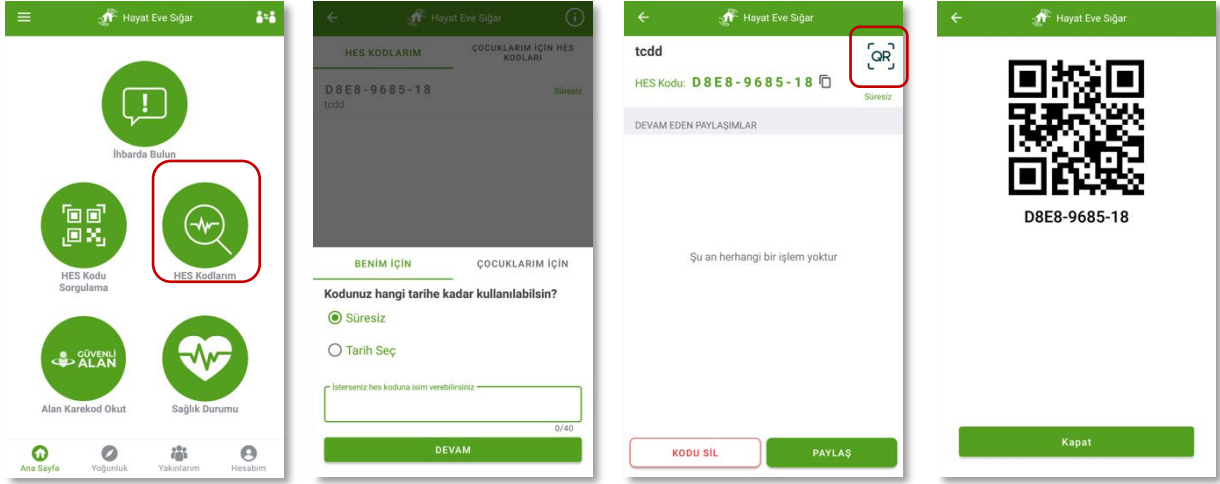 Hayat Eve Sığar
İhbarda Bulun
HES Kodu
Sorgulama
HES Kodlarım
GÜVENLİ
ALAN
Alan Karekod Okut
Sağlık Durumu
Ana Sayfa
Yoğunluk
Yakınlarım
Hesabım
Hayat Eve Sığar
HES KODLARIM
ÇOCUKLARIM İÇİN HES
KODLARI
D8E8-9685-18
Süresiz
tcdd
BENİM İÇİN
ÇOCUKLARIM İÇİN
Kodunuz hangi tarihe kadar kullanılabilsin?
Süresiz
Tarih Seç
İsterseniz hes koduna isim verebilirsiniz
0/40
DEVAM
Hayat Eve Sığar
tcdd
QR
HES Kodu: D8E8-9685-18
Süresiz
DEVAM EDEN PAYLAŞIMLAR
Şu an herhangi bir işlem yoktur
KODU SİL
PAYLAŞ
Hayat Eve Sığar
D8E8-9685-18
Kapat